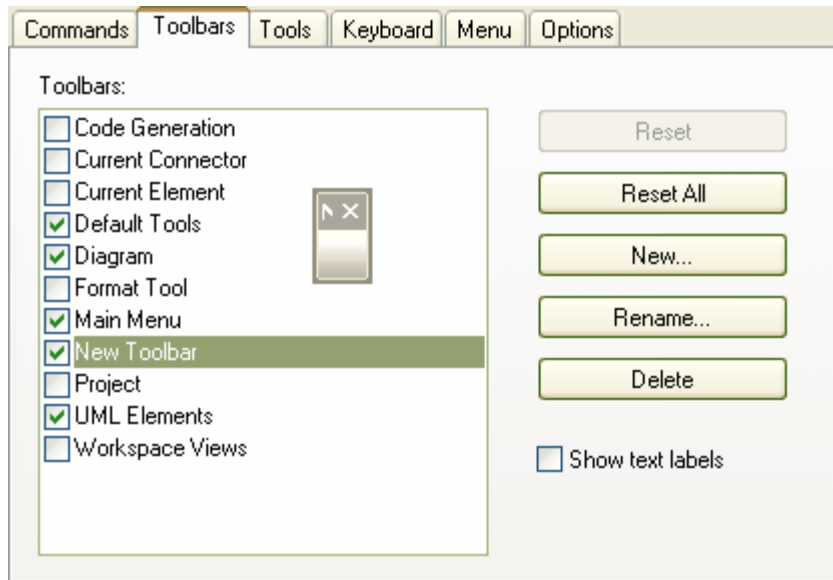 Commands Toolbars Tools Keyboard Menu Options
Toolbars:
Code Generation
Current Connector
Current Element
Default Tools
Diagram
Format Tool
Main Menu
New Toolbar
Project
UML Elements
Workspace Views
Reset
Reset All
New...
Rename...
Delete
Show text labels